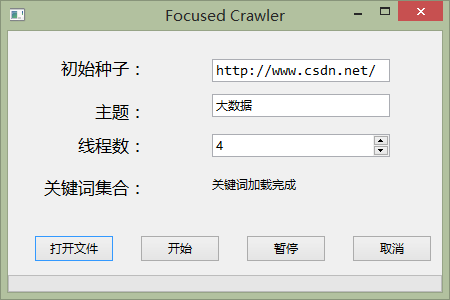 Focused Crawler
初始种子： http://www.csdn.net/
主题： 大数据
线程数： 4
关键词集合： 关键词加载完成
打开文件 开始 暂停 取消